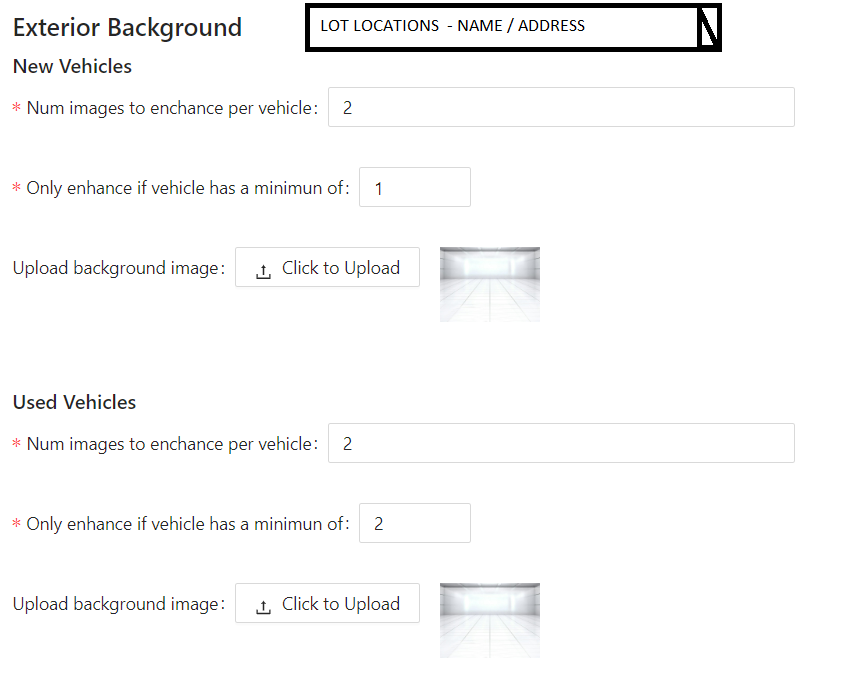 Exterior Background
LOT LOCATIONS - NAME / ADDRESS
New Vehicles
* Num images to enchance per vehicle: 2
* Only enhance if vehicle has a minimun of: 1
Upload background image: Click to Upload
Used Vehicles
* Num images to enchance per vehicle: 2
* Only enhance if vehicle has a minimun of: 2
Upload background image: Click to Upload